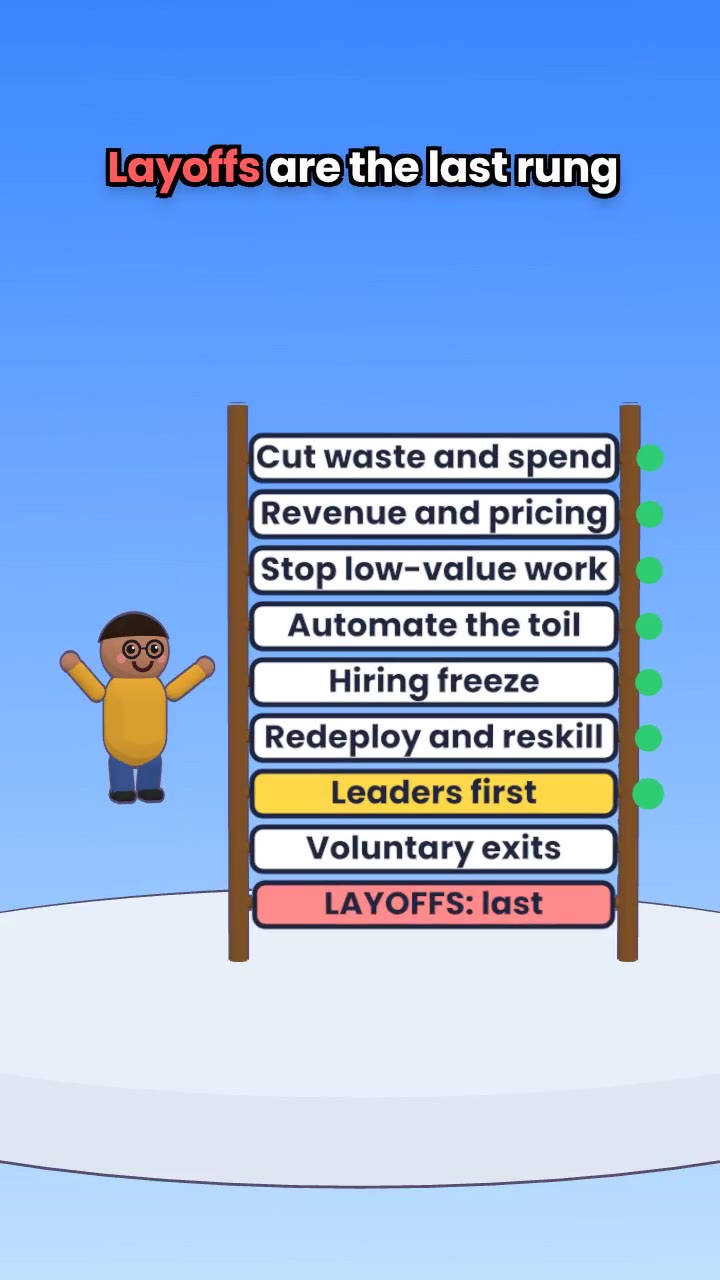 Layoffs are the last rung
Cut waste and spend
Revenue and pricing
Stop low-value work
Automate the toil
Hiring freeze
Redeploy and reskill
Leaders first
Voluntary exits
LAYOFFS: last